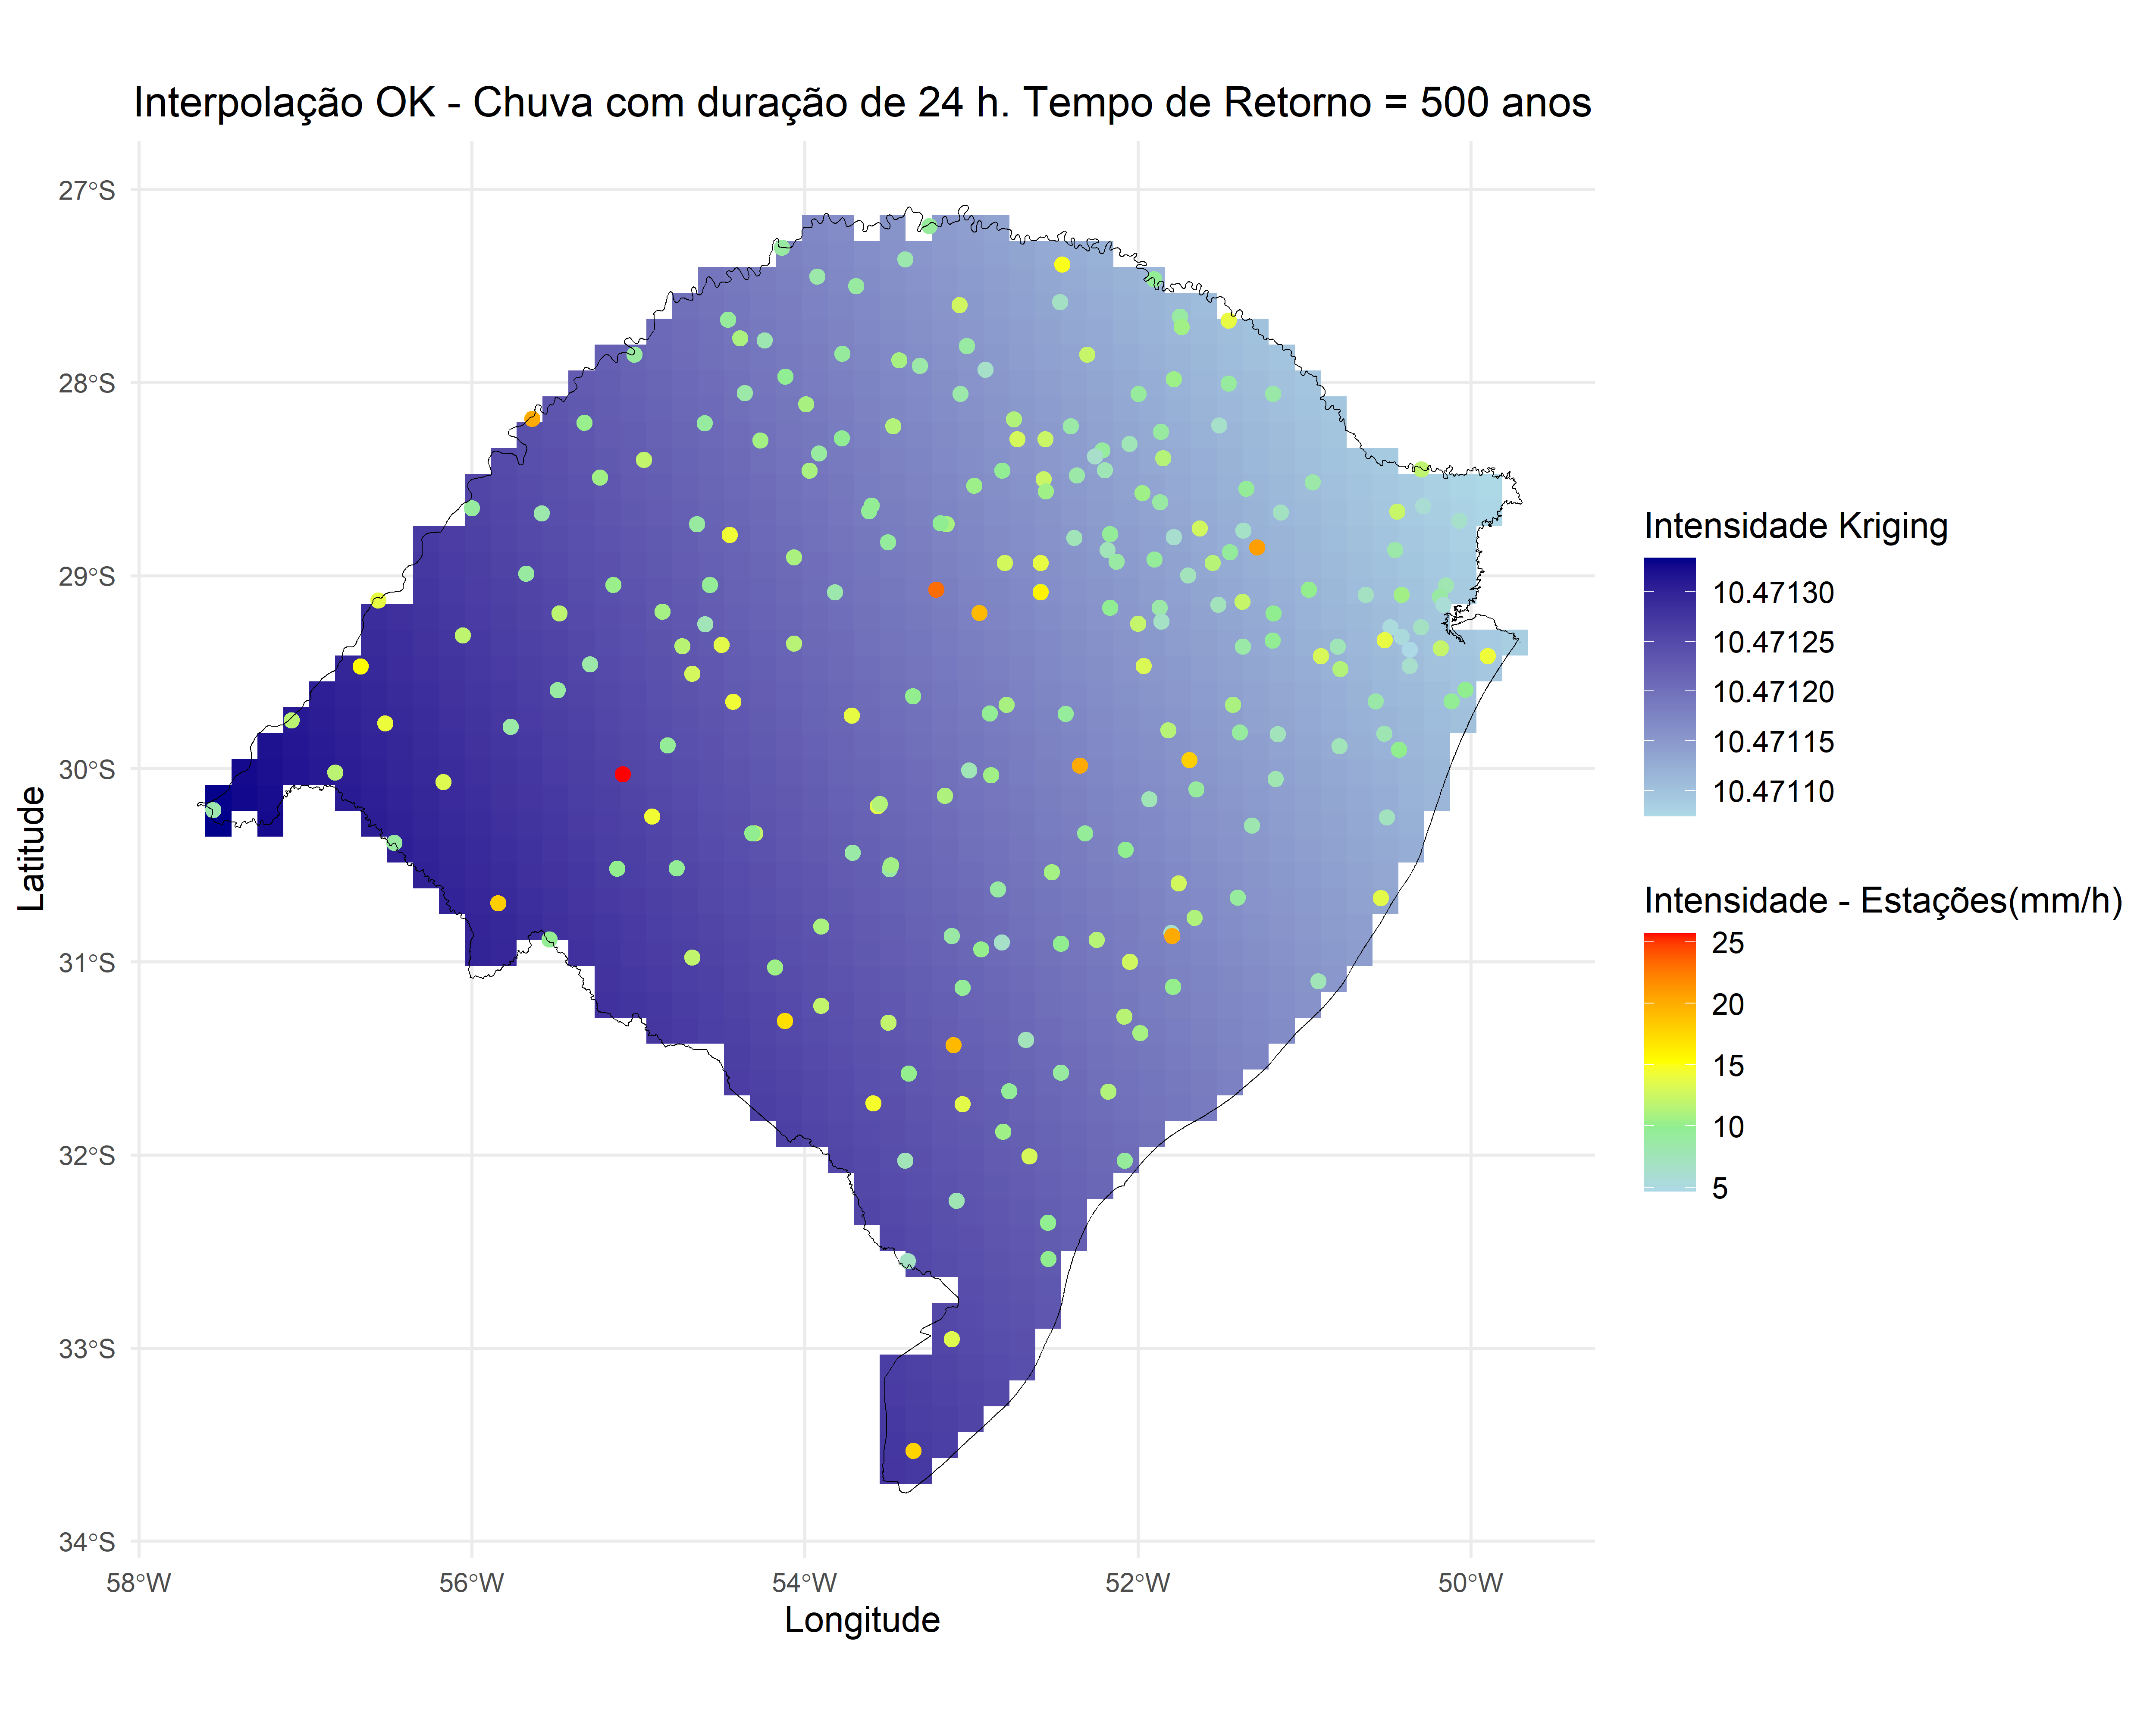 Interpolação OK - Chuva com duração de 24 h. Tempo de Retorno = 500 anos
27°S
28°S
29°S
30°S
31°S
32°S
33°S
34°S
Latitude
58°W 56°W 54°W 52°W 50°W
Longitude
Intensidade Kriging
10.47130
10.47125
10.47120
10.47115
10.47110
Intensidade - Estações(mm/h)
25
20
15
10
5